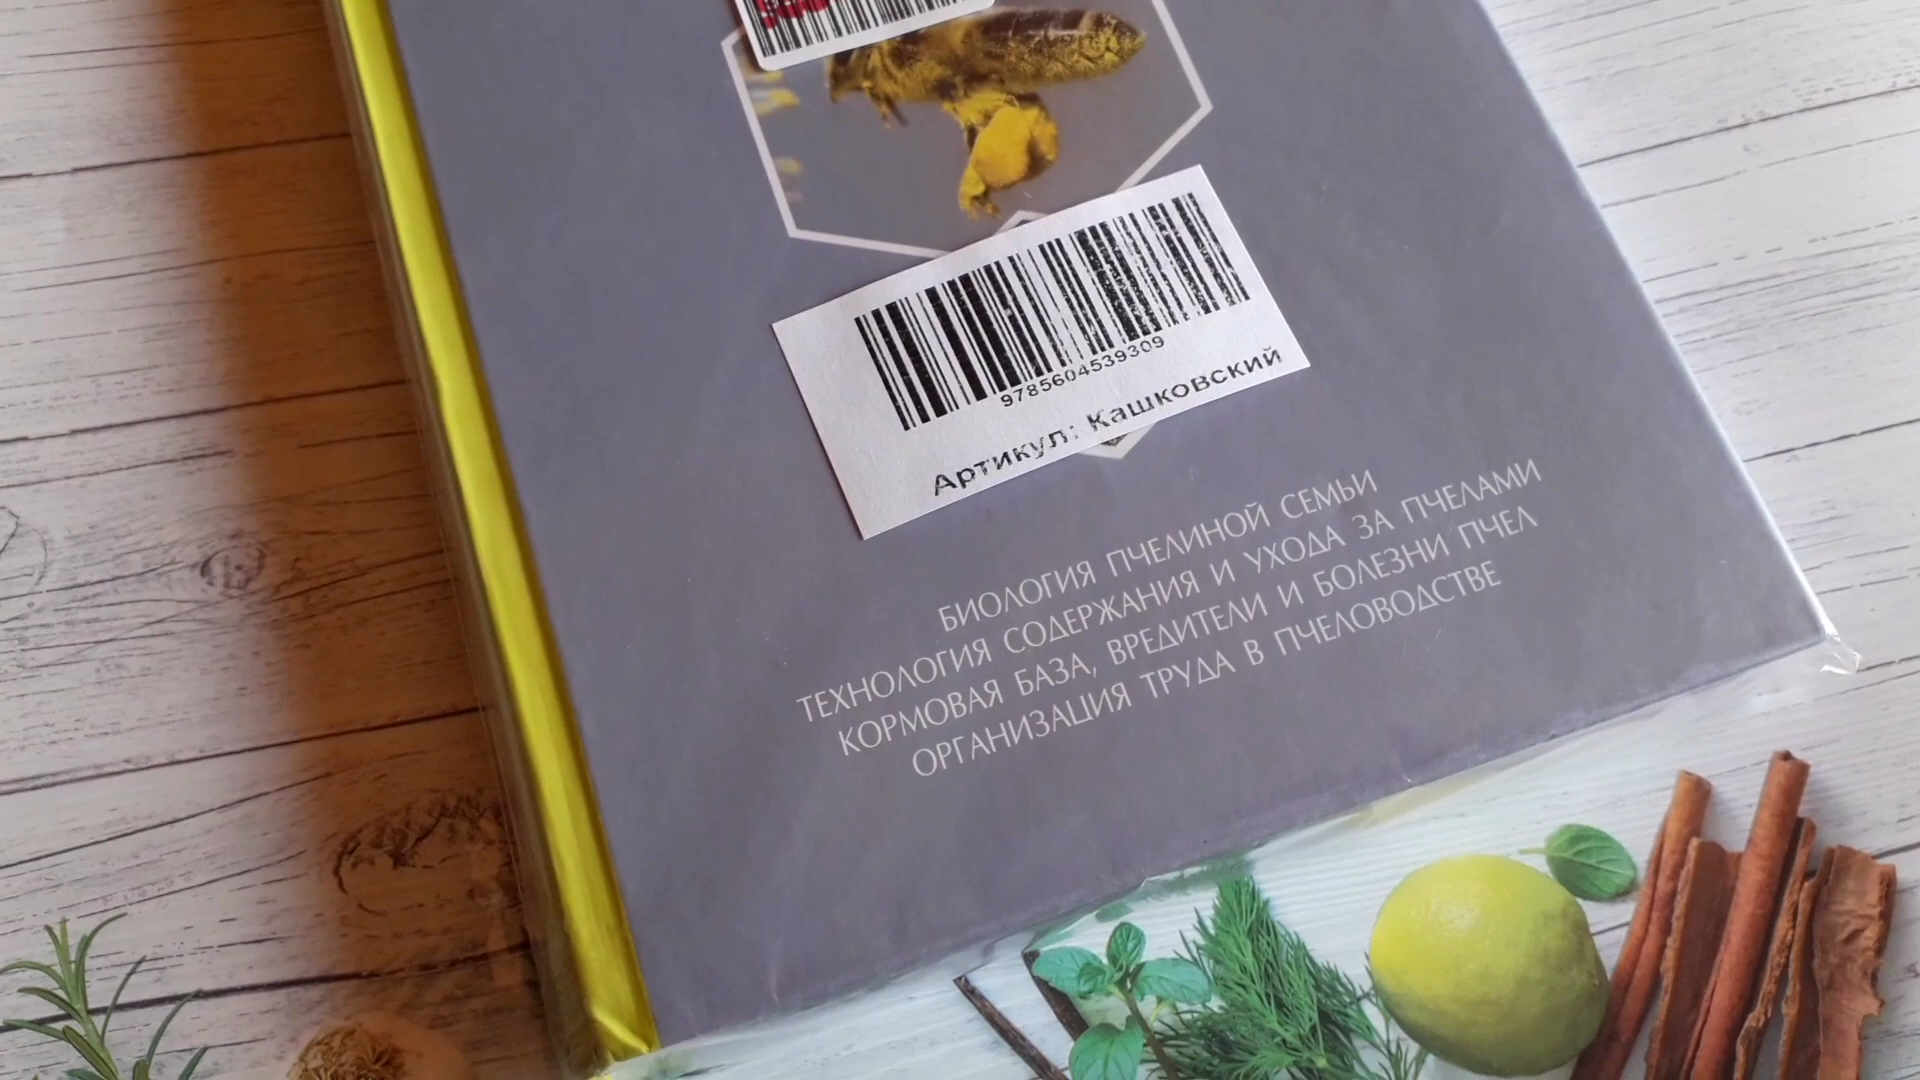 9785604539309
Артикул: Кашковский
БИОЛОГИЯ ПЧЕЛИНОЙ СЕМЬИ
ТЕХНОЛОГИЯ СОДЕРЖАНИЯ И УХОДА ЗА ПЧЕЛАМИ
КОРМОВАЯ БАЗА, ВРЕДИТЕЛИ И БОЛЕЗНИ ПЧЕЛ
ОРГАНИЗАЦИЯ ТРУДА В ПЧЕЛОВОДСТВЕ